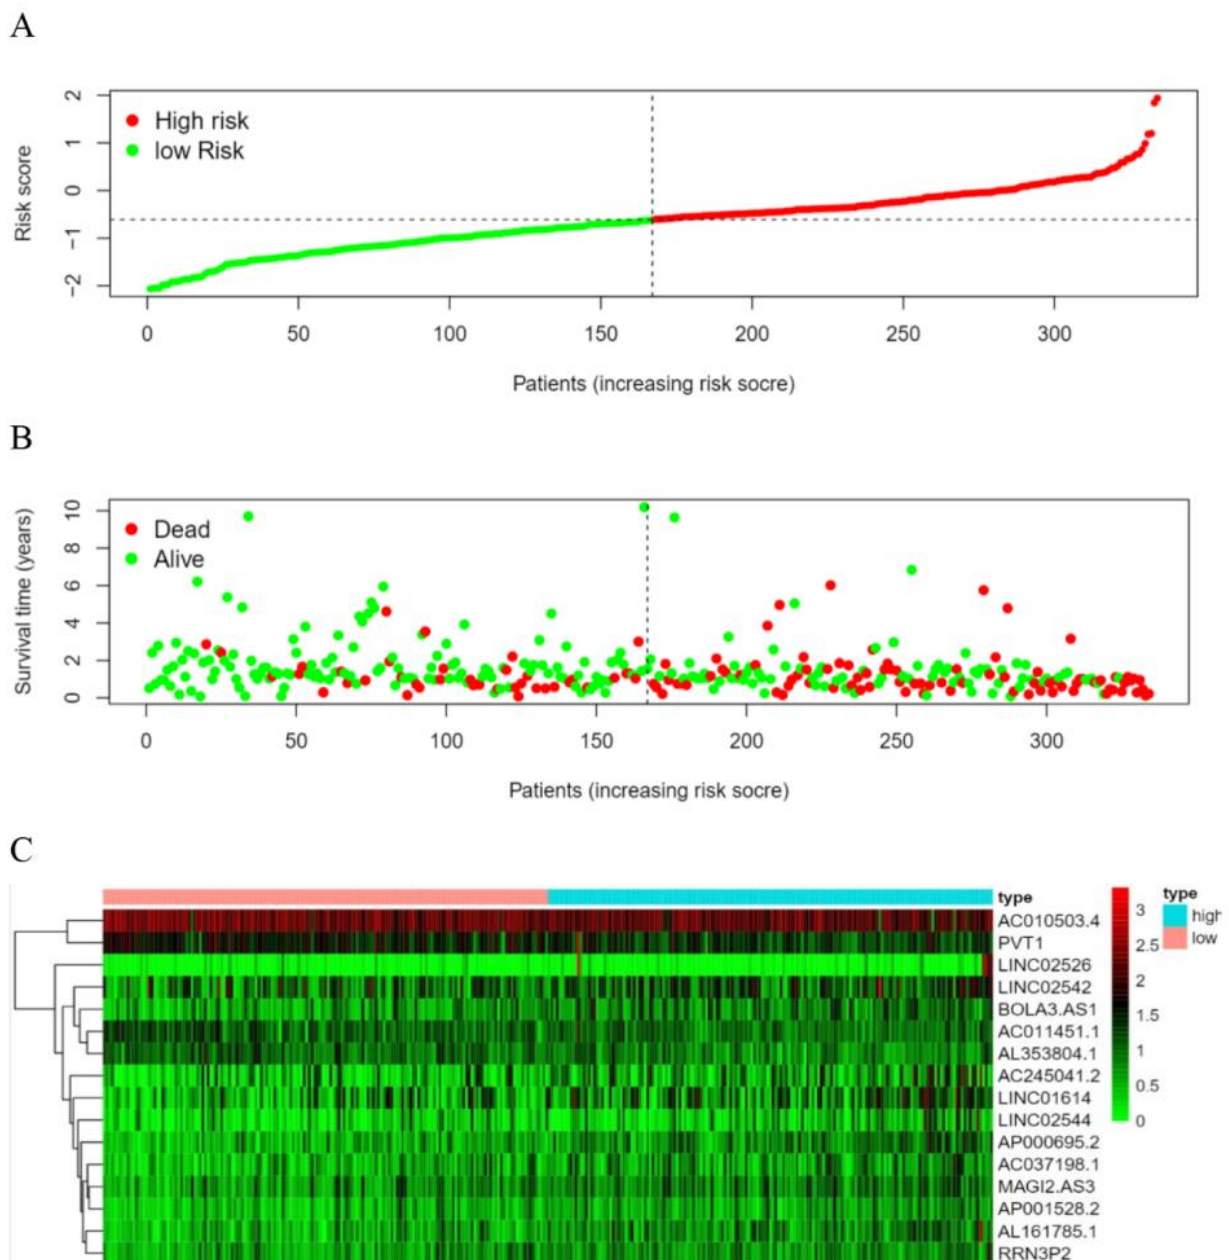 A
2
1
0
−1
−2
Risk score
High risk
low Risk
0 50 100 150 200 250 300
Patients (increasing risk socre)
B
10
8
6
4
2
0
Survival time (years)
Dead
Alive
0 50 100 150 200 250 300
Patients (increasing risk socre)
C
type
AC010503.4
PVT1
LINC02526
LINC02542
BOLA3.AS1
AC011451.1
AL353804.1
AC245041.2
LINC01614
LINC02544
AP000695.2
AC037198.1
MAGI2.AS3
AP001528.2
AL161785.1
RRN3P2
3
2.5
2
1.5
1
0.5
0
type
high
low